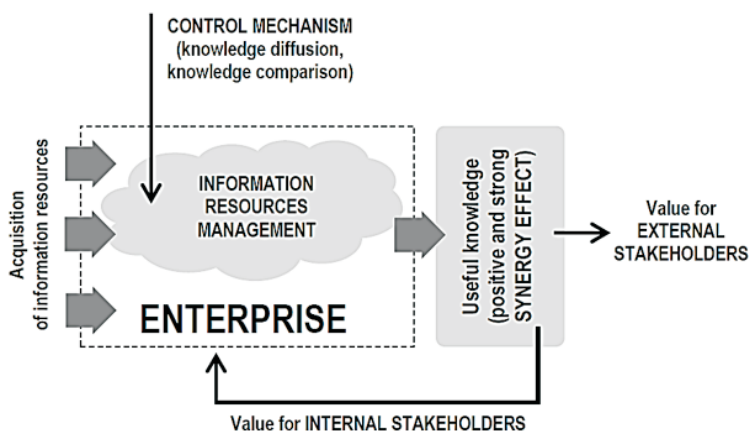 CONTROL MECHANISM
(knowledge diffusion,
knowledge comparison)
Acquisition
of information resources
INFORMATION
RESOURCES
MANAGEMENT
ENTERPRISE
Useful knowledge
(positive and strong
SYNERGY EFFECT)
Value for
EXTERNAL
STAKEHOLDERS
Value for INTERNAL STAKEHOLDERS